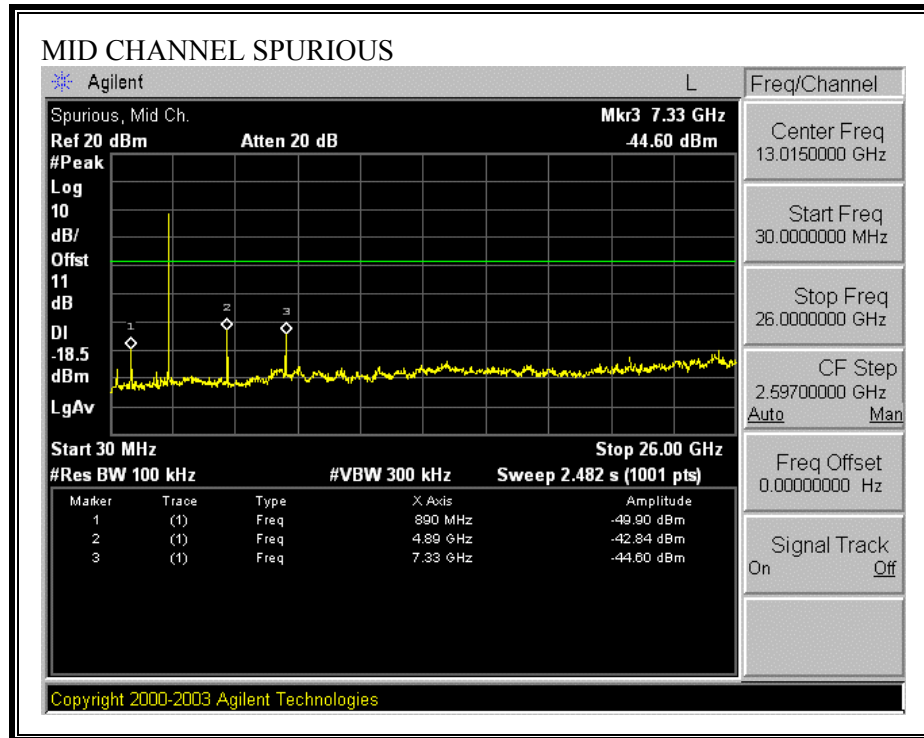 MID CHANNEL SPURIOUS
Agilent L Freq/Channel
Spurious, Mid Ch. Mkr3 7.33 GHz
Ref 20 dBm Atten 20 dB -44.60 dBm
#Peak
Log
10
dB/
Offst
11
dB
DI
-18.5
dBm
LgAv
1
2
3
Start 30 MHz Stop 26.00 GHz
#Res BW 100 kHz #VBW 300 kHz Sweep 2.482 s (1001 pts)
Marker Trace Type X Axis Amplitude
1 (1) Freq 890 MHz -49.90 dBm
2 (1) Freq 4.89 GHz -42.84 dBm
3 (1) Freq 7.33 GHz -44.60 dBm
Center Freq
13.0150000 GHz
Start Freq
30.0000000 MHz
Stop Freq
26.0000000 GHz
CF Step
2.59700000 GHz
Auto Man
Freq Offset
0.00000000 Hz
Signal Track
On Off
Copyright 2000-2003 Agilent Technologies